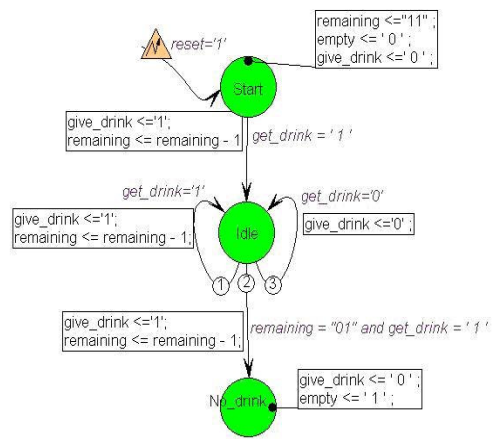 reset='1'
remaining <="11" ;
empty <= ' 0 ' ;
give_drink <=' 0 ' ;
Start
give_drink <='1';
remaining <= remaining - 1
get_drink = ' 1 '
get_drink='1'
get_drink='0'
give_drink <='1';
remaining <= remaining - 1;
Idle
give_drink <='0' ;
1
2
3
give_drink <='1';
remaining <= remaining - 1;
remaining = "01" and get_drink = ' 1 '
No_drink
give_drink <= ' 0 ' ;
empty <= ' 1 ' ;